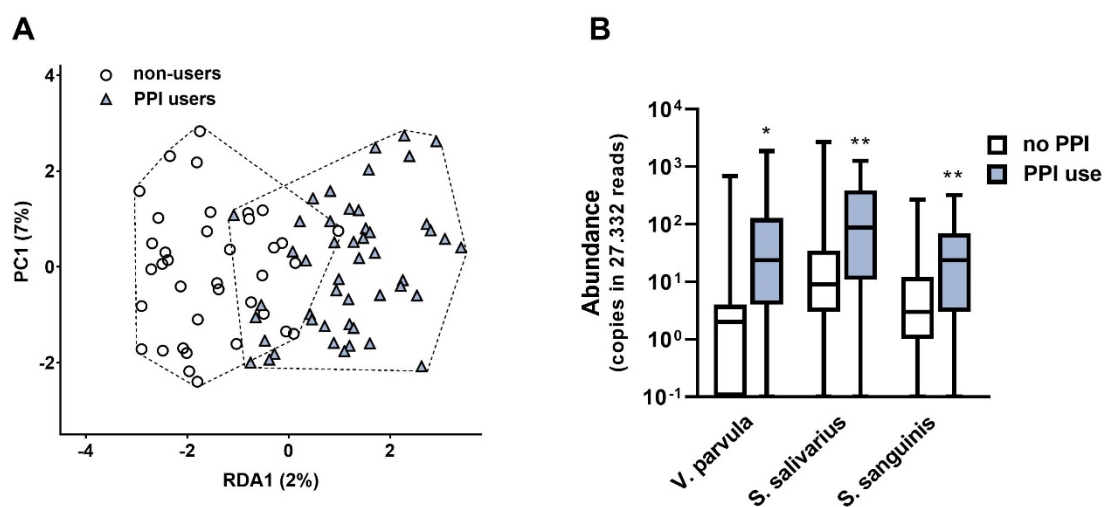 A
non-users
PPI users
4
2
0
-2
PC1 (7%)
-4
-2
0
2
RDA1 (2%)
B
no PPI
PPI use
10⁴
10³
10²
10¹
10⁰
10⁻¹
Abundance
(copies in 27.332 reads)
*
**
**
V. parvula
S. salivarius
S. sanguinis